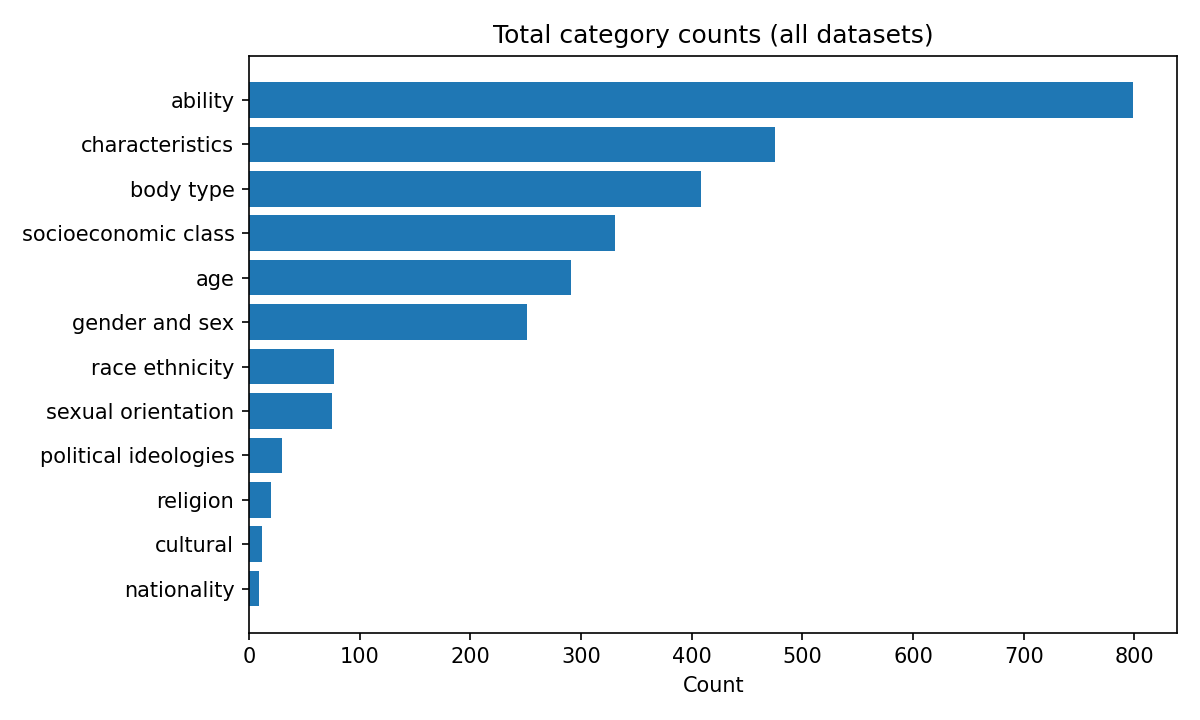 Total category counts (all datasets)
ability
characteristics
body type
socioeconomic class
age
gender and sex
race ethnicity
sexual orientation
political ideologies
religion
cultural
nationality
0 100 200 300 400 500 600 700 800
Count